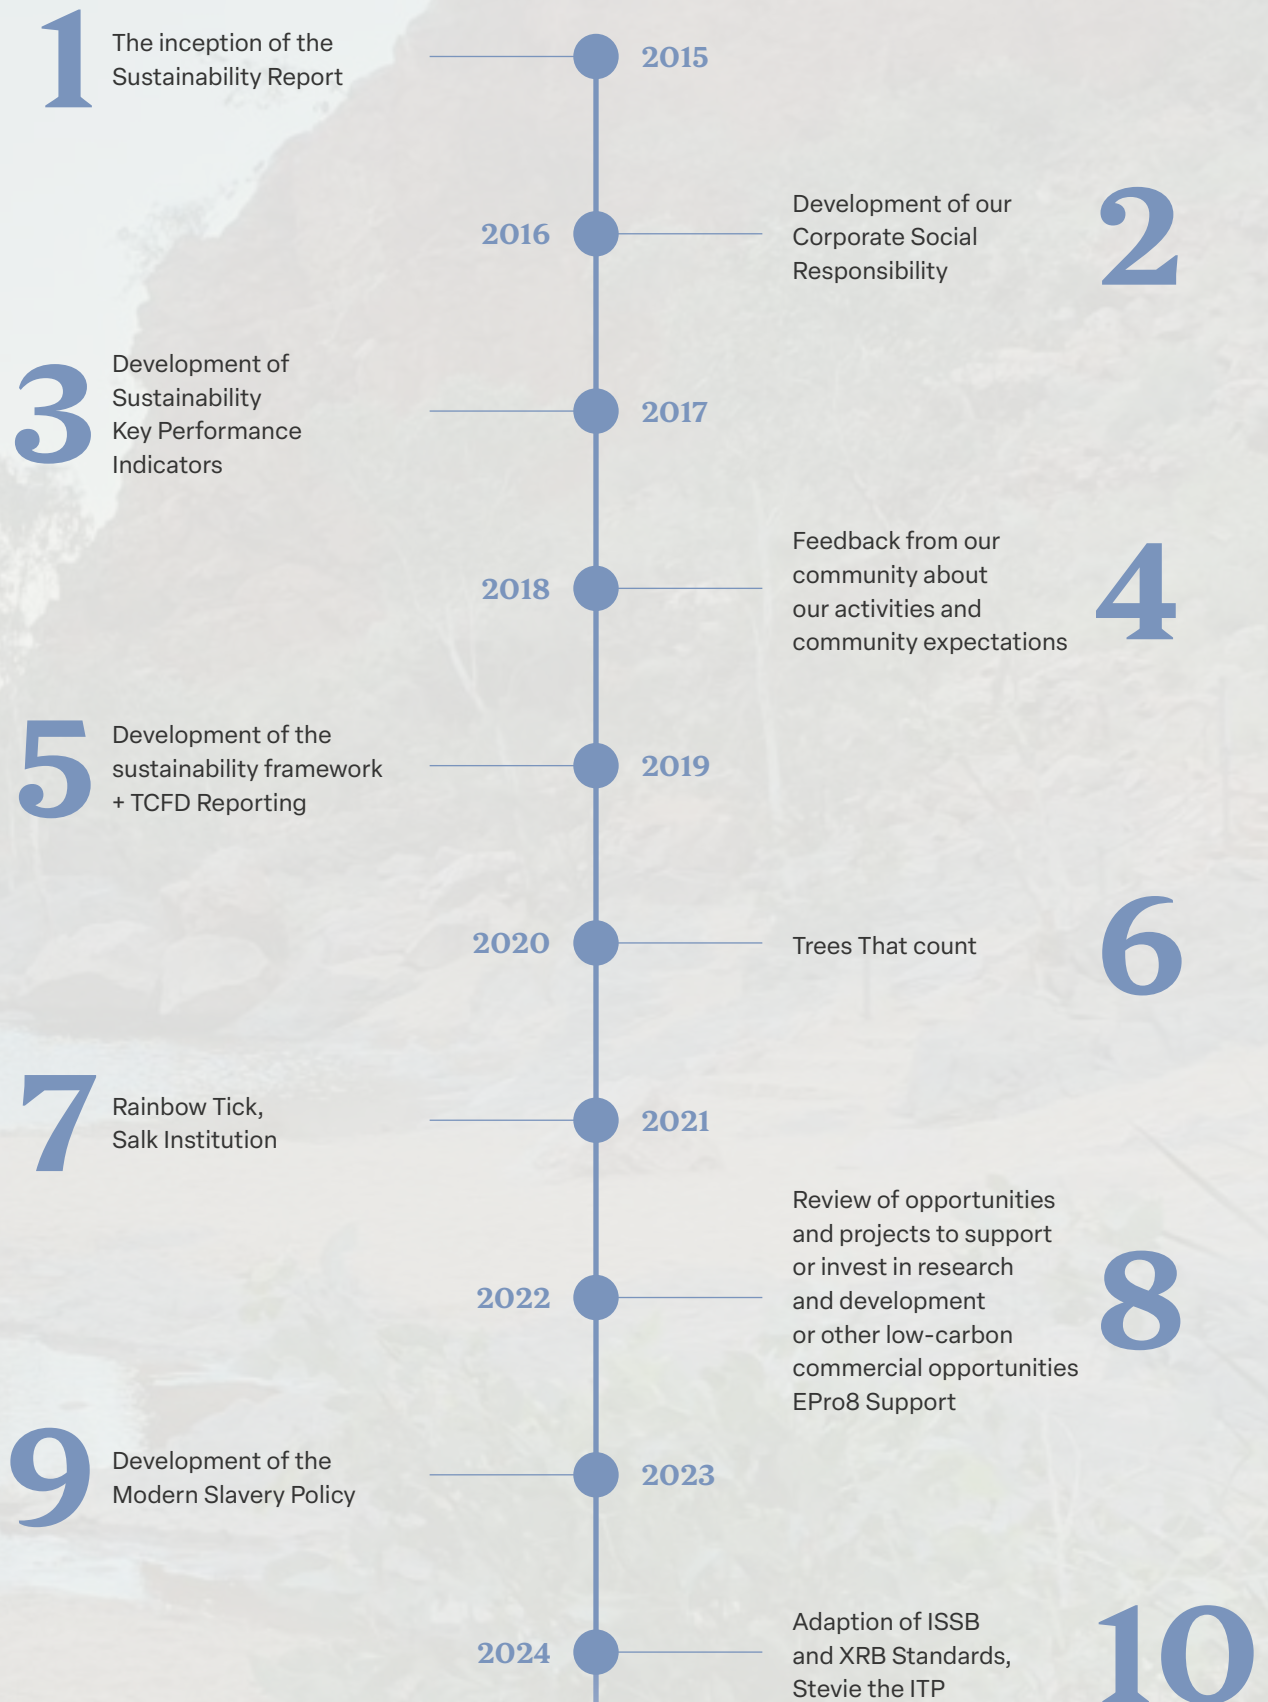 1
The inception of the
Sustainability Report
2015
2016
Development of our
Corporate Social
Responsibility
2
3
Development of
Sustainability
Key Performance
Indicators
2017
2018
Feedback from our
community about
our activities and
community expectations
4
5
Development of the
sustainability framework
+ TCFD Reporting
2019
2020
Trees That count
6
7
Rainbow Tick,
Salk Institution
2021
2022
Review of opportunities
and projects to support
or invest in research
and development
or other low-carbon
commercial opportunities
EPro8 Support
8
9
Development of the
Modern Slavery Policy
2023
2024
Adaption of ISSB
and XRB Standards,
Stevie the ITP
10